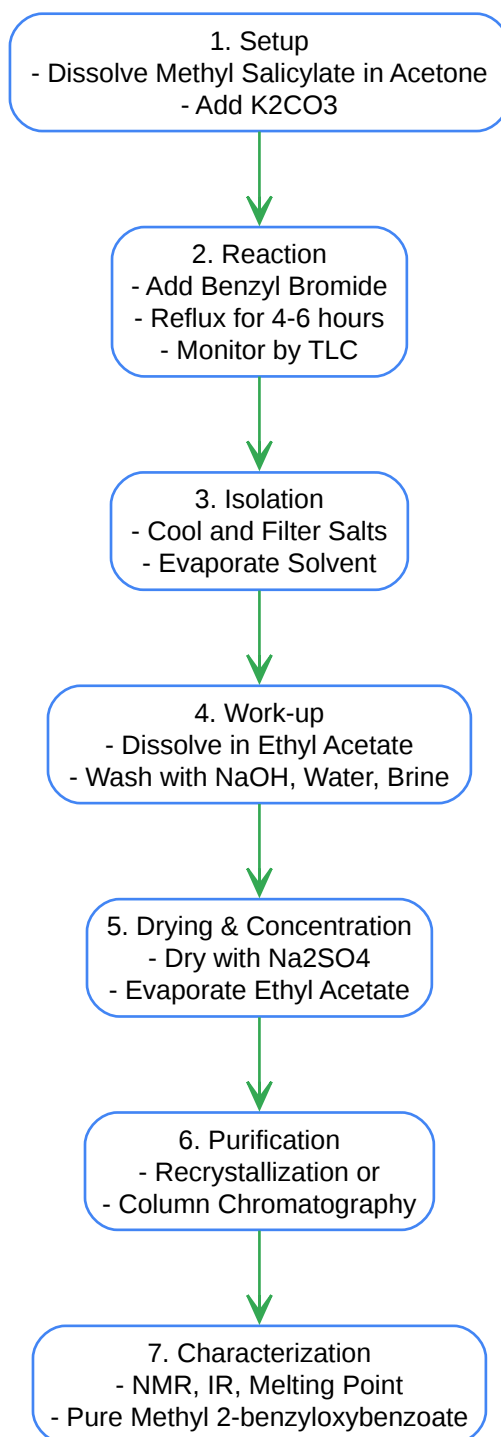 1. Setup
- Dissolve Methyl Salicylate in Acetone
- Add K2CO3
2. Reaction
- Add Benzyl Bromide
- Reflux for 4-6 hours
- Monitor by TLC
3. Isolation
- Cool and Filter Salts
- Evaporate Solvent
4. Work-up
- Dissolve in Ethyl Acetate
- Wash with NaOH, Water, Brine
5. Drying & Concentration
- Dry with Na2SO4
- Evaporate Ethyl Acetate
6. Purification
- Recrystallization or
- Column Chromatography
7. Characterization
- NMR, IR, Melting Point
- Pure Methyl 2-benzyloxybenzoate